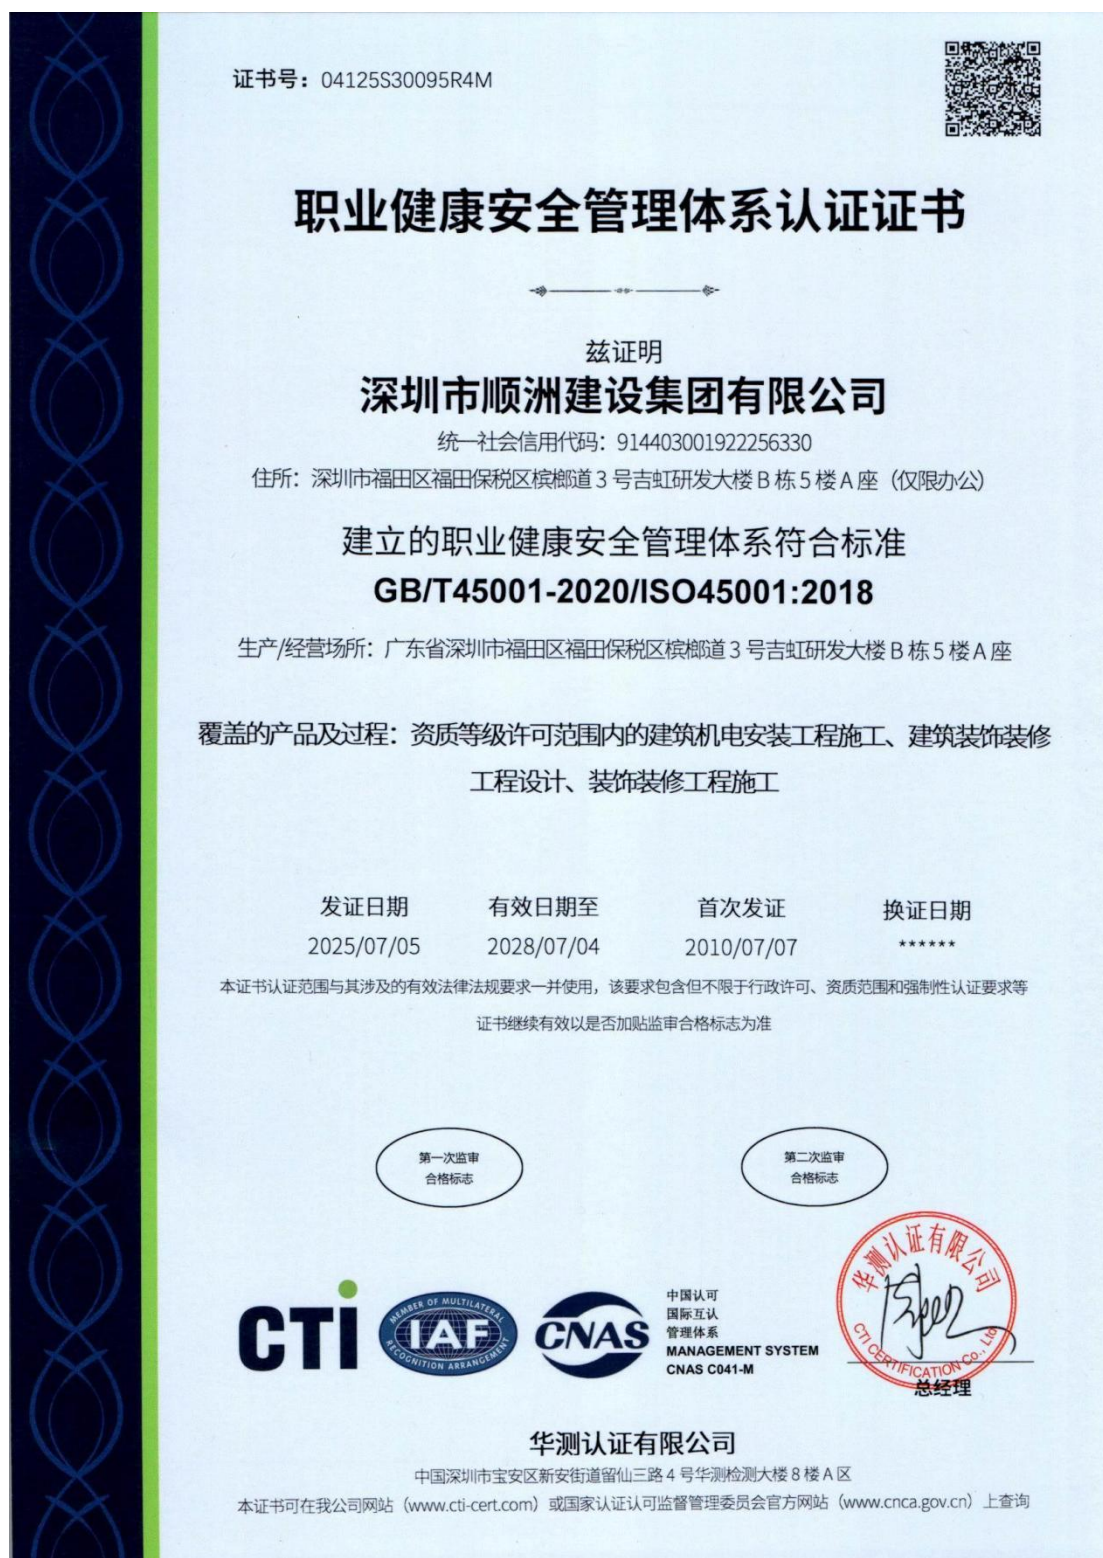 证书号：04125S30095R4M
职业健康安全管理体系认证证书
兹证明
深圳市顺洲建设集团有限公司
统一社会信用代码：914403001922256330
住所：深圳市福田区福田保税区槟榔道 3 号吉虹研发大楼 B 栋 5 楼 A 座（仅限办公）
建立的职业健康安全管理体系符合标准
GB/T45001-2020/ISO45001:2018
生产/经营场所：广东省深圳市福田区福田保税区槟榔道 3 号吉虹研发大楼 B 栋 5 楼 A 座
覆盖的产品及过程：资质等级许可范围内的建筑机电安装工程施工、建筑装饰装修
工程设计、装饰装修工程施工
发证日期 有效日期至 首次发证 换证日期
2025/07/05 2028/07/04 2010/07/07 ******
本证书认证范围与其涉及的有效法律法规要求一并使用，该要求包含但不限于行政许可、资质范围和强制性认证要求等
证书继续有效以是否加贴监审合格标志为准
第一次监审
合格标志
第二次监审
合格标志
CTi
MEMBER OF MULTILATERAL
IAF
RECOGNITION ARRANGEMENT
CNAS
中国认可
国际互认
管理体系
MANAGEMENT SYSTEM
CNAS C041-M
华测认证有限公司
CTI CERTIFICATION Co., Ltd
总经理
华测认证有限公司
中国深圳市宝安区新安街道留仙三路 4 号华测检测大楼 8 楼 A 区
本证书可在我公司网站（www.cti-cert.com）或国家认证认可监督管理委员会官方网站（www.cnca.gov.cn）上查询